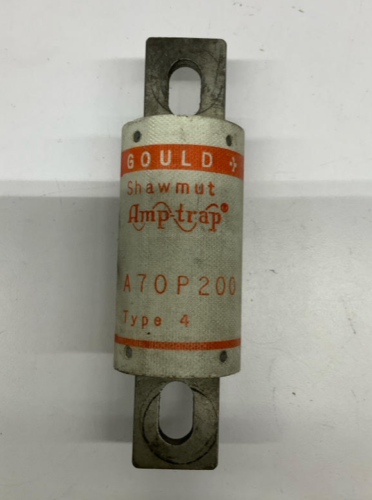 GOULD
Shawmut
Amp-trap®
A70P200
Type 4